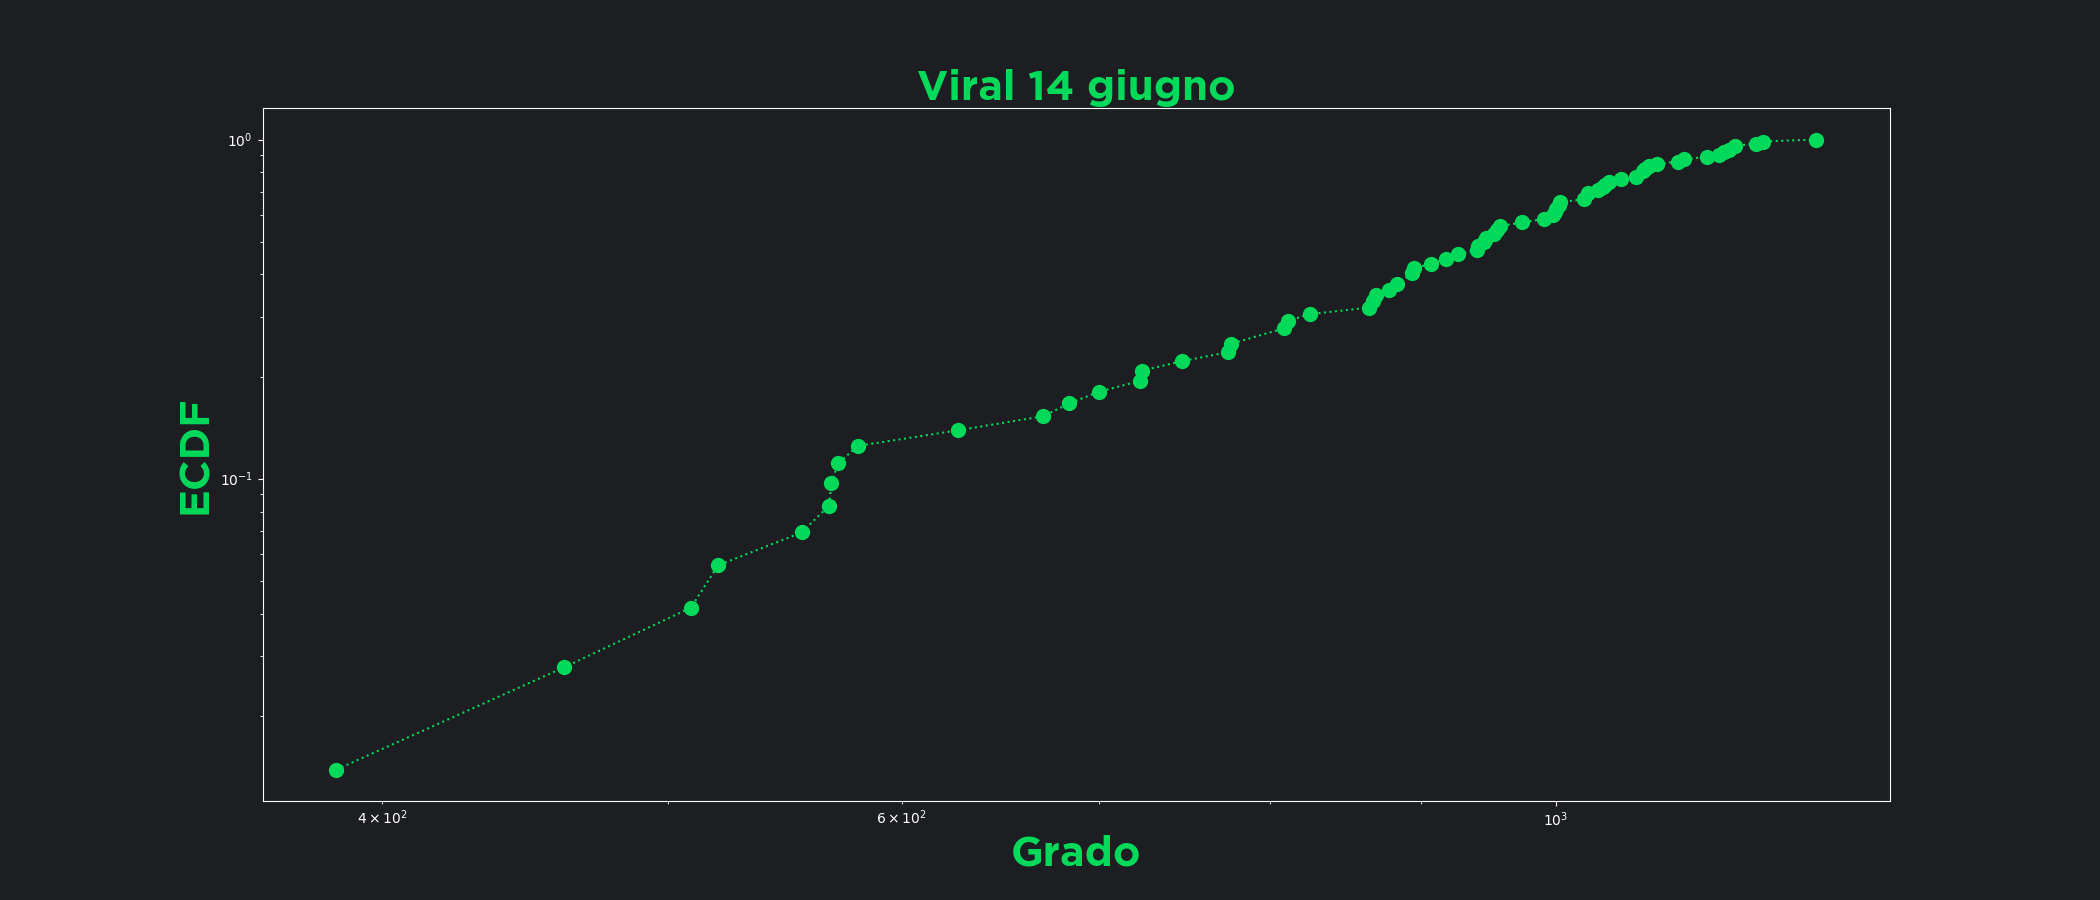 Viral 14 giugno
10⁰
ECDF
10⁻¹
4 × 10²
6 × 10²
10³
Grado